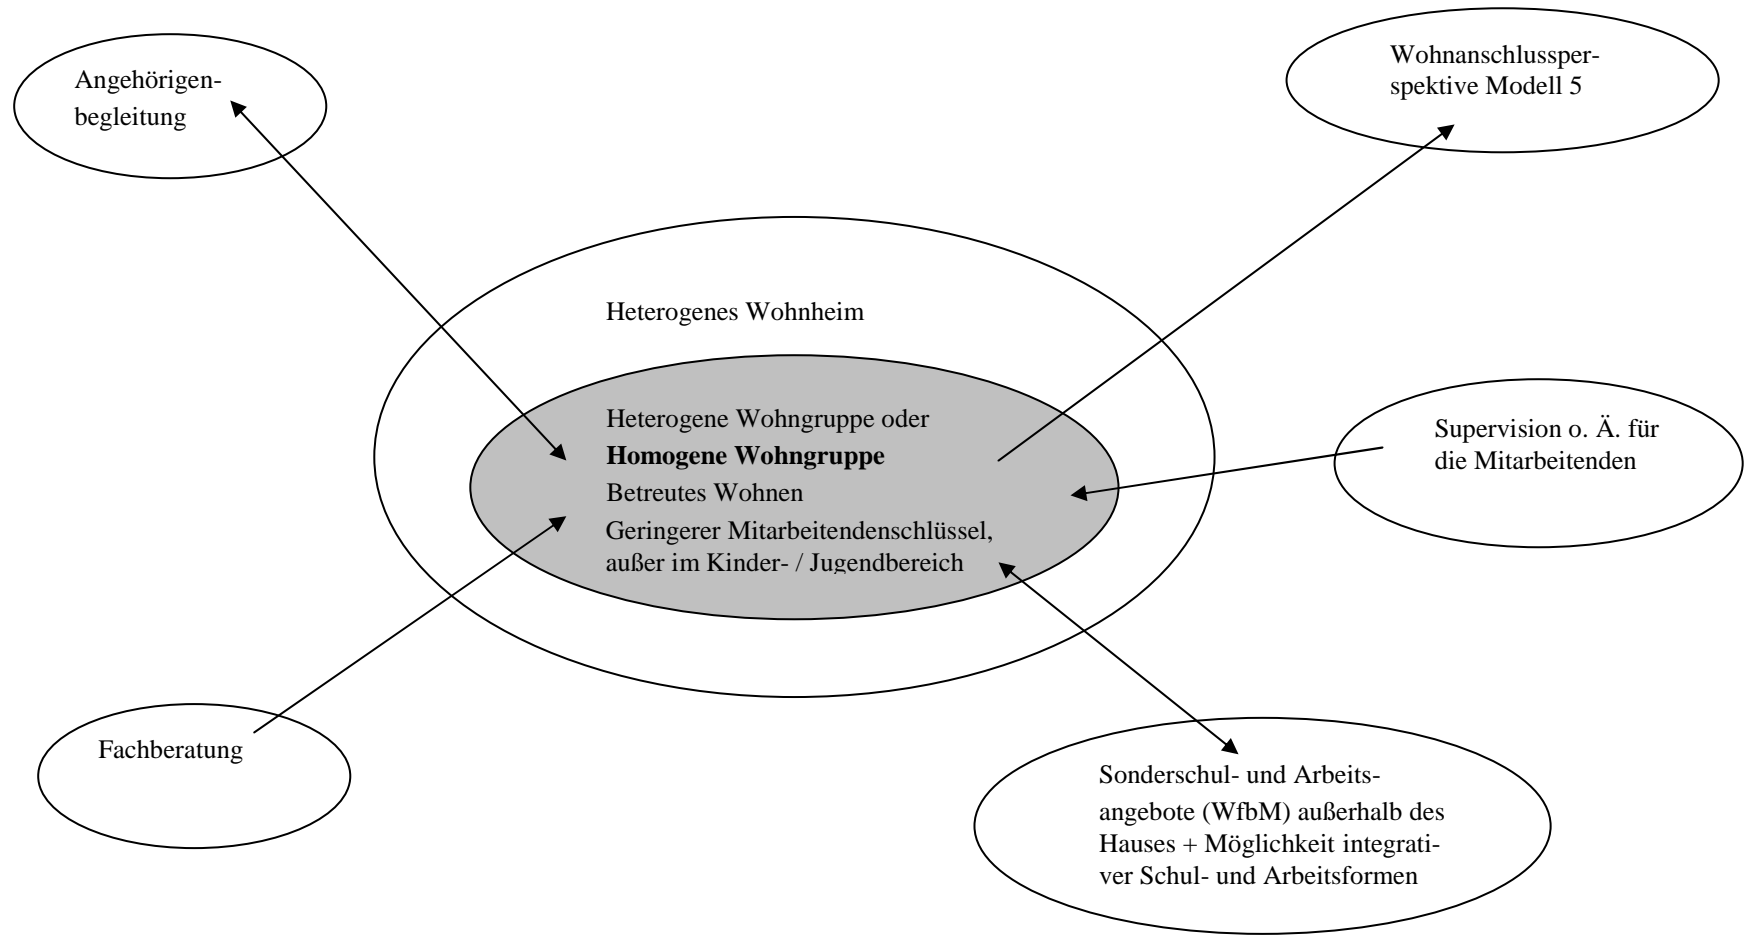 Angehörigen-
begleitung
Wohnanschlussper-
spektive Modell 5
Heterogenes Wohnheim
Heterogene Wohngruppe oder
Homogene Wohngruppe
Betreutes Wohnen
Geringerer Mitarbeitendenschlüssel,
außer im Kinder- / Jugendbereich
Supervision o. Ä. für
die Mitarbeitenden
Fachberatung
Sonderschul- und Arbeits-
angebote (WfbM) außerhalb des
Hauses + Möglichkeit integrati-
ver Schul- und Arbeitsformen